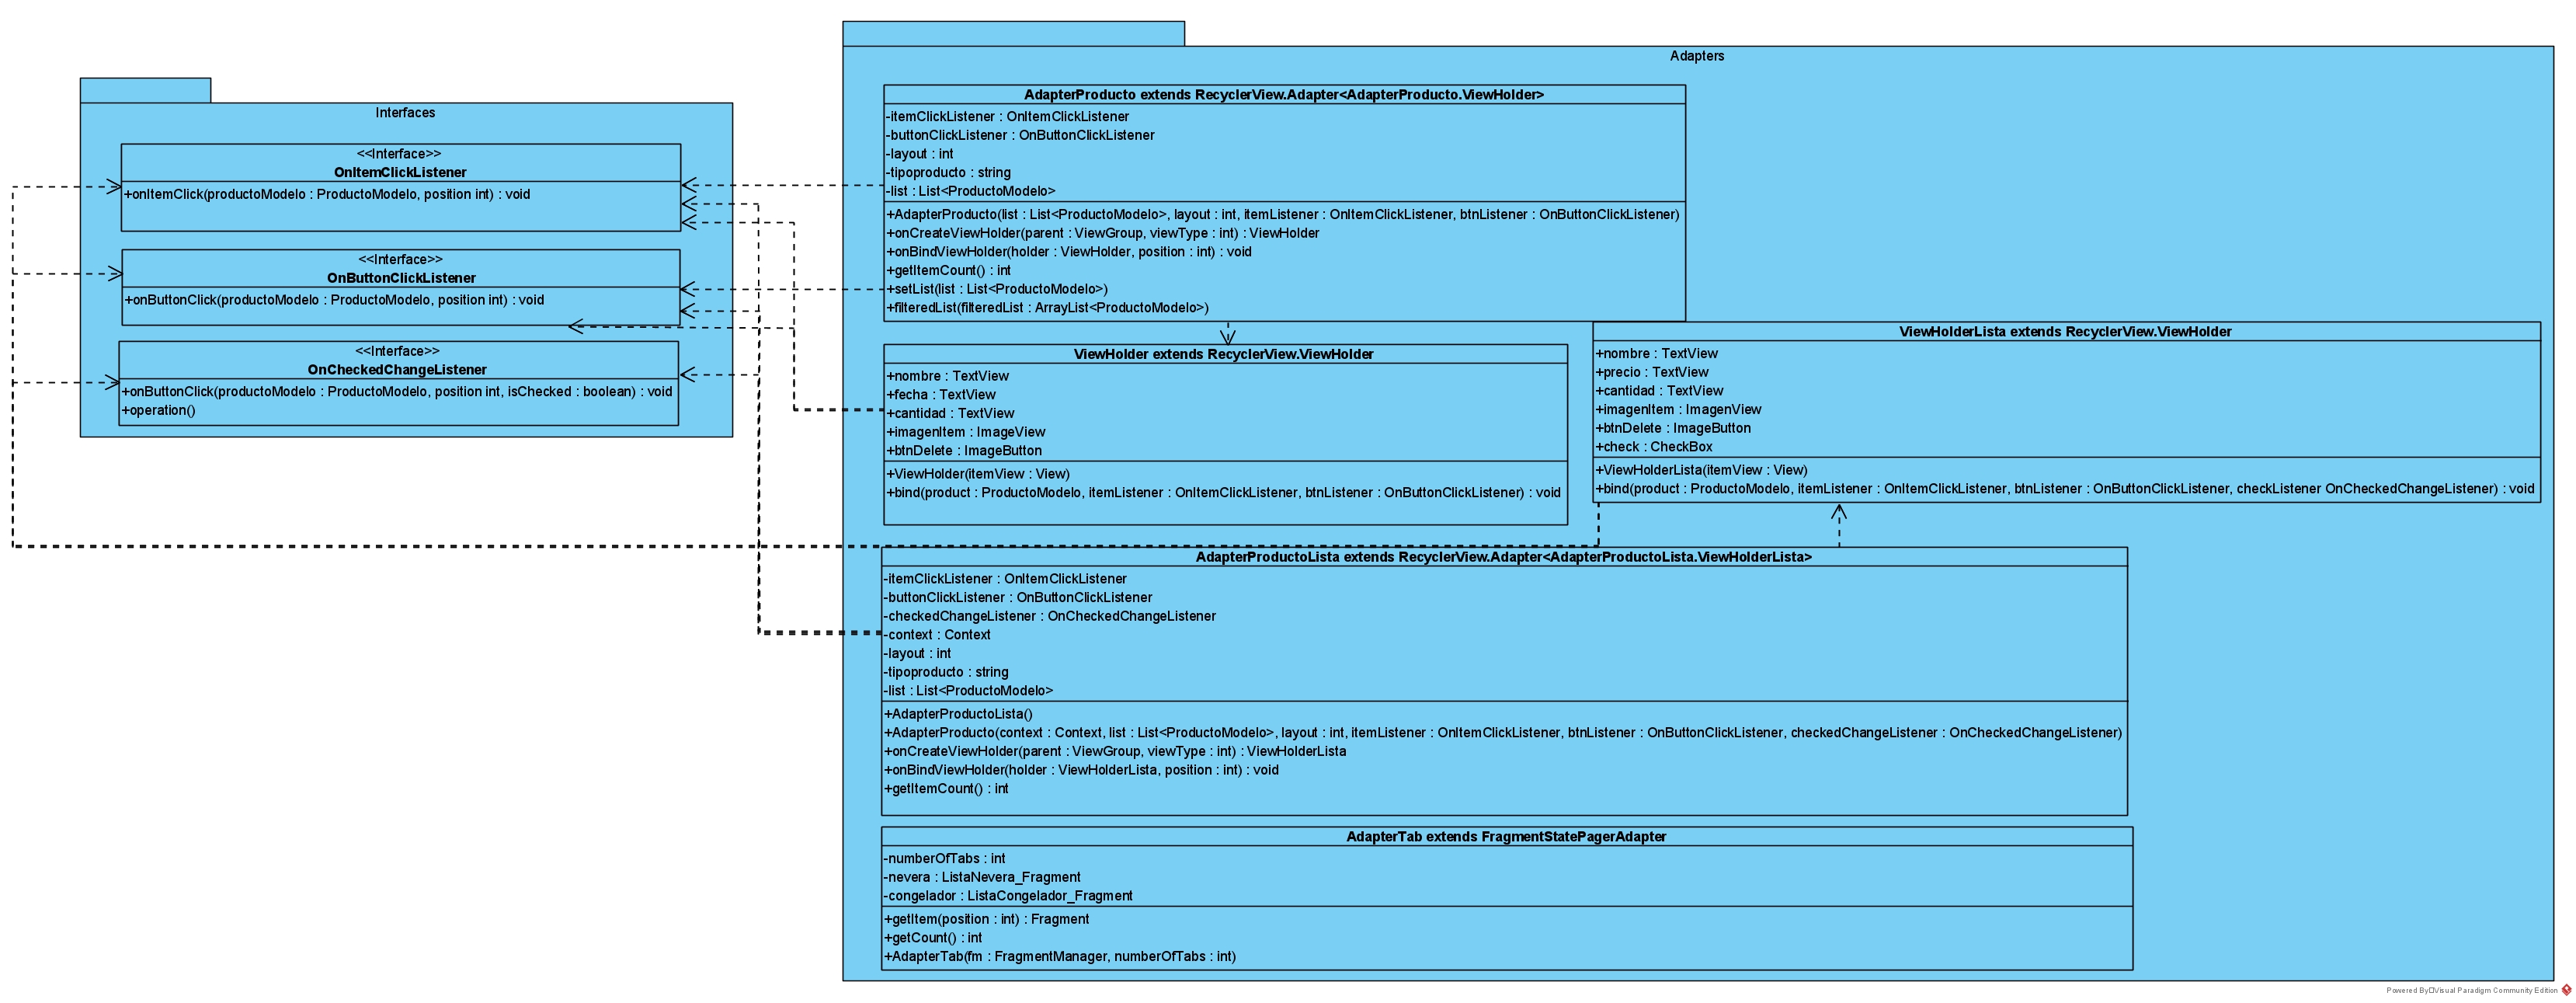 Interfaces
<<Interface>>
OnItemClickListener
+onItemClick(productoModelo : ProductoModelo, position int) : void
<<Interface>>
OnButtonClickListener
+onButtonClick(productoModelo : ProductoModelo, position int) : void
<<Interface>>
OnCheckedChangeListener
+onButtonClick(productoModelo : ProductoModelo, position int, isChecked : boolean) : void
+operation()
Adapters
AdapterProducto extends RecyclerView.Adapter<AdapterProducto.ViewHolder>
-itemClickListener : OnItemClickListener
-buttonClickListener : OnButtonClickListener
-layout : int
-tipoproducto : string
-list : List<ProductoModelo>
+AdapterProducto(list : List<ProductoModelo>, layout : int, itemListener : OnItemClickListener, btnListener : OnButtonClickListener)
+onCreateViewHolder(parent : ViewGroup, viewType : int) : ViewHolder
+onBindViewHolder(holder : ViewHolder, position : int) : void
+getItemCount() : int
+setList(list : List<ProductoModelo>)
+filteredList(filteredList : ArrayList<ProductoModelo>)
ViewHolder extends RecyclerView.ViewHolder
+nombre : TextView
+fecha : TextView
+cantidad : TextView
+imagenItem : ImageView
+btnDelete : ImageButton
+ViewHolder(itemView : View)
+bind(product : ProductoModelo, itemListener : OnItemClickListener, btnListener : OnButtonClickListener) : void
ViewHolderLista extends RecyclerView.ViewHolder
+nombre : TextView
+precio : TextView
+cantidad : TextView
+imagenItem : ImagenView
+btnDelete : ImageButton
+check : CheckBox
+ViewHolderLista(itemView : View)
+bind(product : ProductoModelo, itemListener : OnItemClickListener, btnListener : OnButtonClickListener, checkListener OnCheckedChangeListener) : void
AdapterProductoLista extends RecyclerView.Adapter<AdapterProductoLista.ViewHolderLista>
-itemClickListener : OnItemClickListener
-buttonClickListener : OnButtonClickListener
-checkedChangeListener : OnCheckedChangeListener
-context : Context
-layout : int
-tipoproducto : string
-list : List<ProductoModelo>
+AdapterProductoLista()
+AdapterProducto(context : Context, list : List<ProductoModelo>, layout : int, itemListener : OnItemClickListener, btnListener : OnButtonClickListener, checkedChangeListener : OnCheckedChangeListener)
+onCreateViewHolder(parent : ViewGroup, viewType : int) : ViewHolderLista
+onBindViewHolder(holder : ViewHolderLista, position : int) : void
+getItemCount() : int
AdapterTab extends FragmentStatePagerAdapter
-numberOfTabs : int
-nevera : ListaNevera_Fragment
-congelador : ListaCongelador_Fragment
+getItem(position : int) : Fragment
+getCount() : int
+AdapterTab(fm : FragmentManager, numberOfTabs : int)
Powered By□Visual Paradigm Community Edition